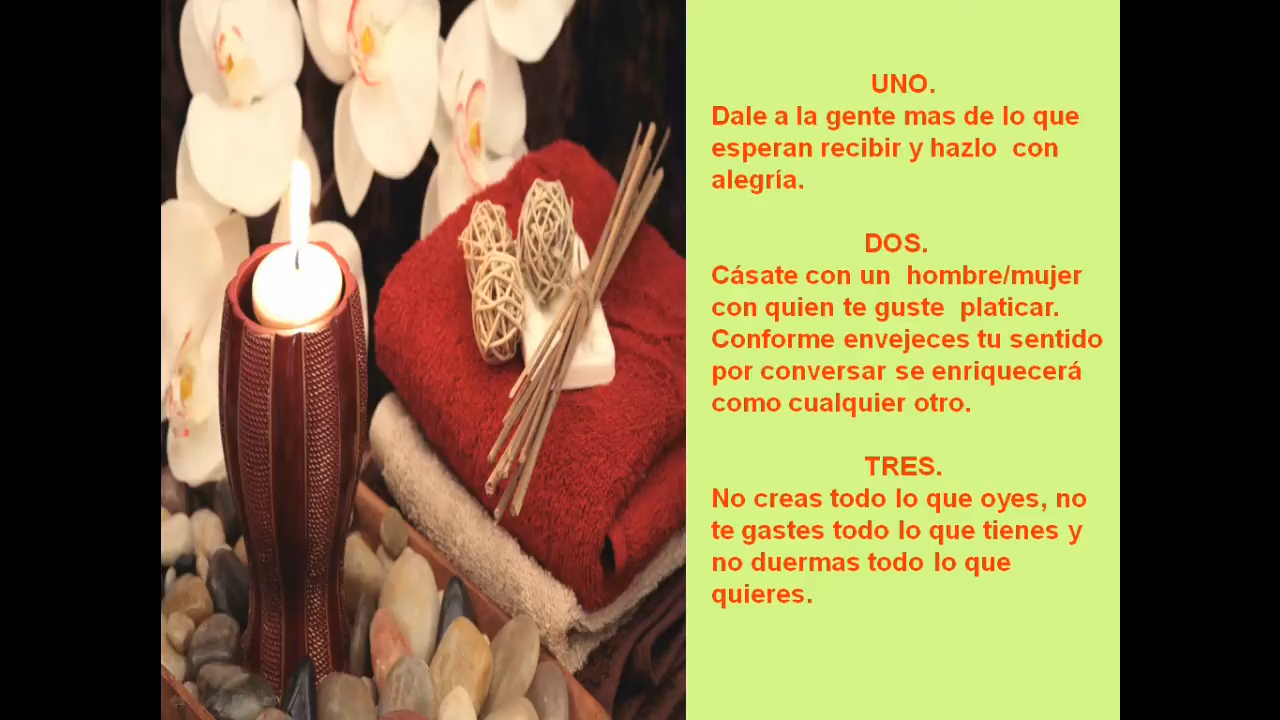 UNO.
Dale a la gente mas de lo que
esperan recibir y hazlo con
alegría.
DOS.
Cásate con un hombre/mujer
con quien te guste platicar.
Conforme envejeces tu sentido
por conversar se enriquecerá
como cualquier otro.
TRES.
No creas todo lo que oyes, no
te gastes todo lo que tienes y
no duermas todo lo que
quieres.